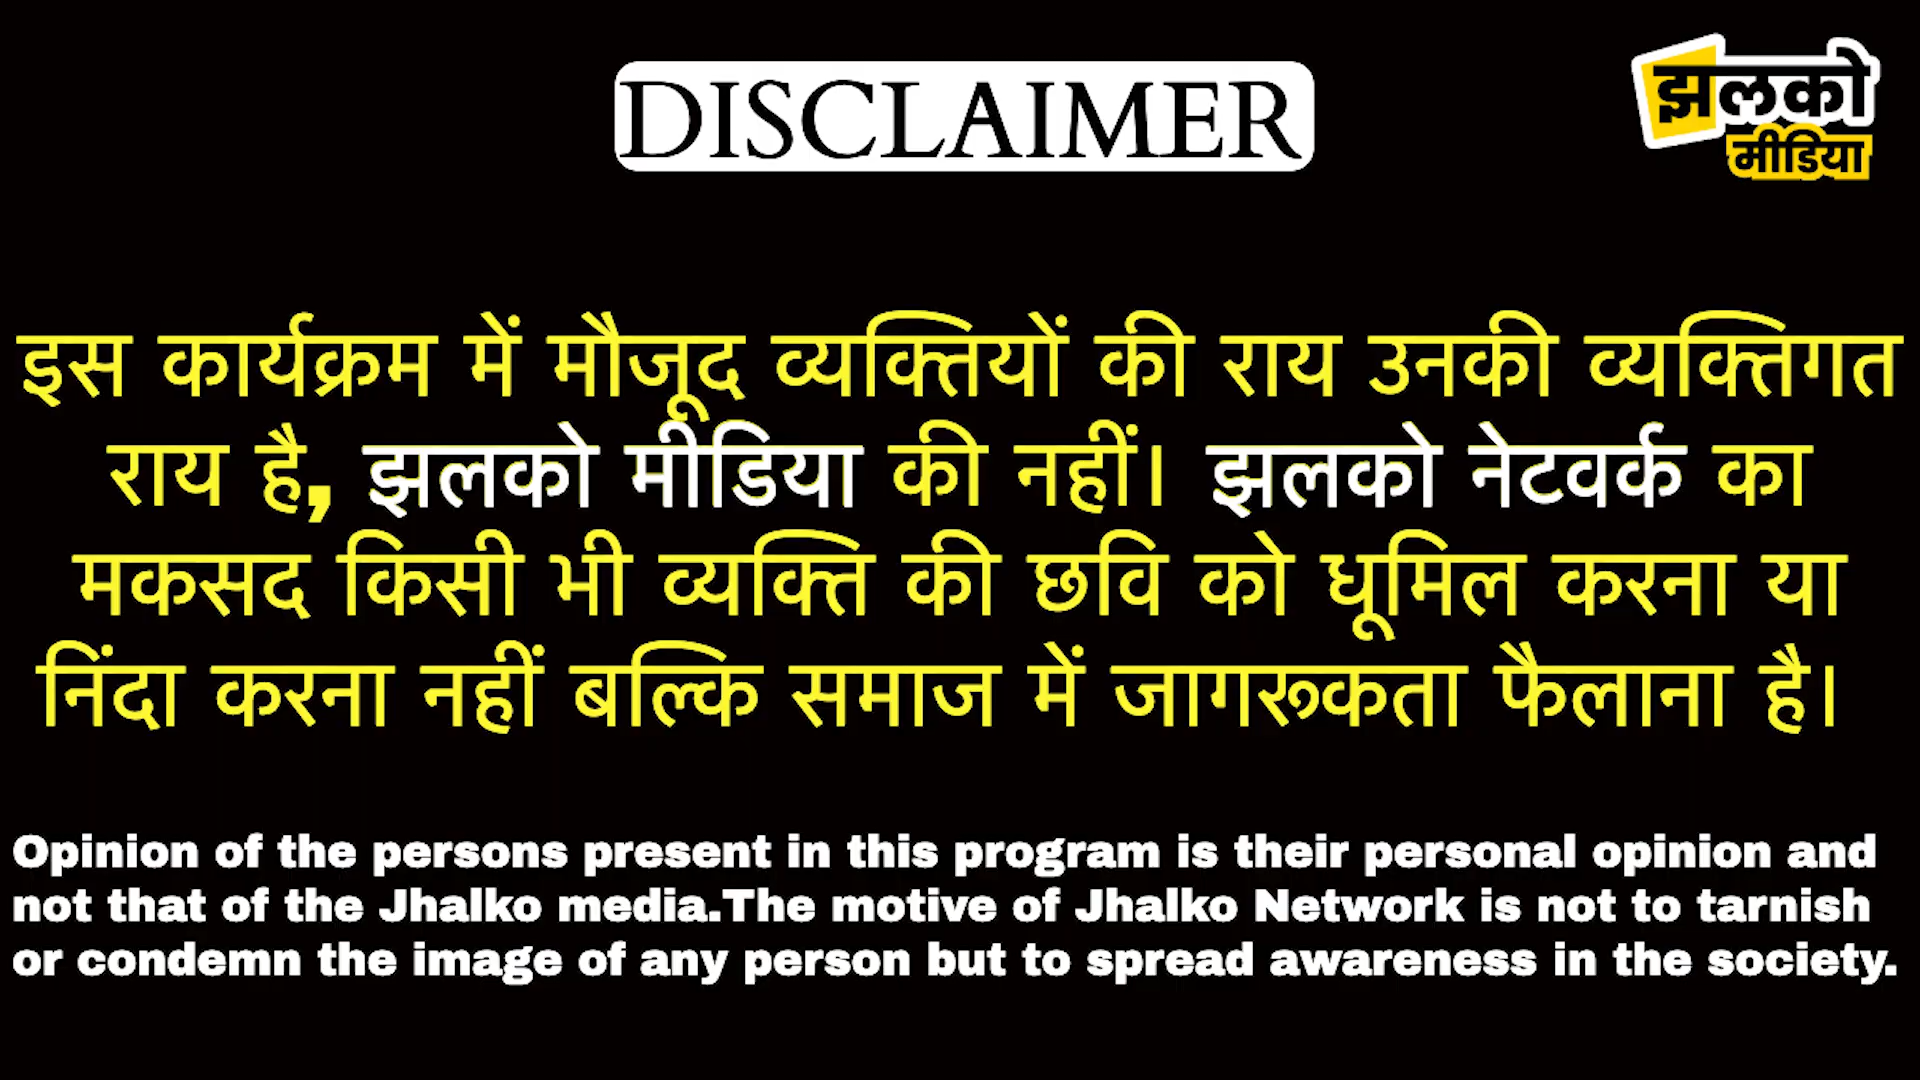 DISCLAIMER
झलको
मीडिया
इस कार्यक्रम में मौजूद व्यक्तियों की राय उनकी व्यक्तिगत
राय है, झलको मीडिया की नहीं। झलको नेटवर्क का
मकसद किसी भी व्यक्ति की छवि को धूमिल करना या
निंदा करना नहीं बल्कि समाज में जागरूकता फैलाना है।
Opinion of the persons present in this program is their personal opinion and
not that of the Jhalko media.The motive of Jhalko Network is not to tarnish
or condemn the image of any person but to spread awareness in the society.